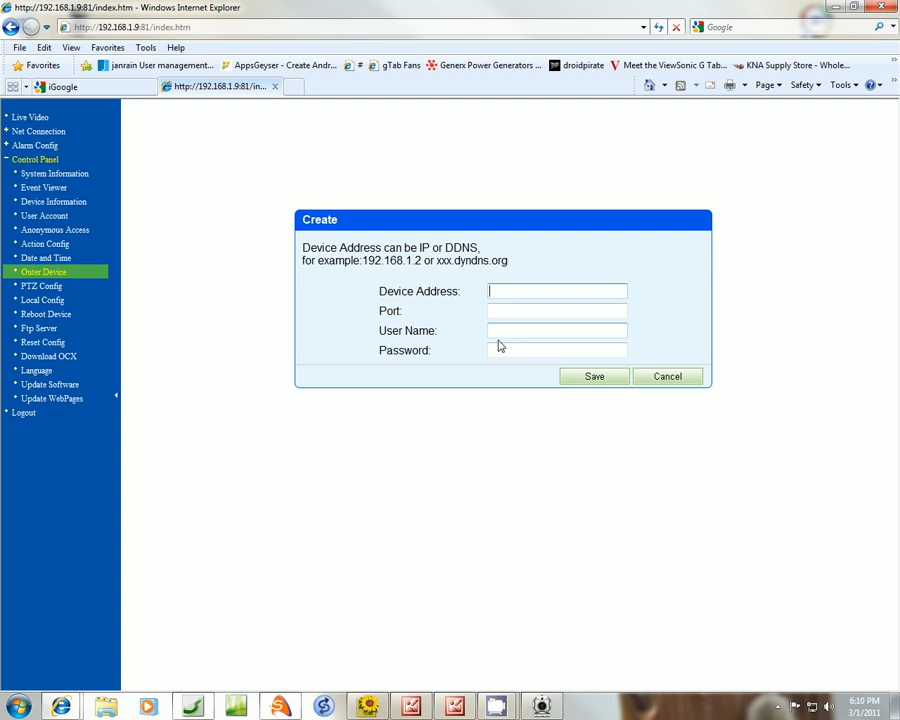 http://192.168.1.9:81/index.htm - Windows Internet Explorer
http://192.168.1.9:81/index.htm
Google
File Edit View Favorites Tools Help
Favorites janrain User management... AppsGeyser - Create Andr... # gTab Fans Generx Power Generators ... droidpirate Meet the ViewSonic G Tab... KNA Supply Store - Whole...
iGoogle http://192.168.1.9:81/in... Page Safety Tools
Live Video
Net Connection
Alarm Config
Control Panel
System Information
Event Viewer
Device Information
User Account
Anonymous Access
Action Config
Date and Time
Outer Device
PTZ Config
Local Config
Reboot Device
Ftp Server
Reset Config
Download OCX
Language
Update Software
Update WebPages
Logout
Create
Device Address can be IP or DDNS,
for example:192.168.1.2 or xxx.dyndns.org
Device Address:
Port:
User Name:
Password:
Save Cancel
6:10 PM
3/1/2011